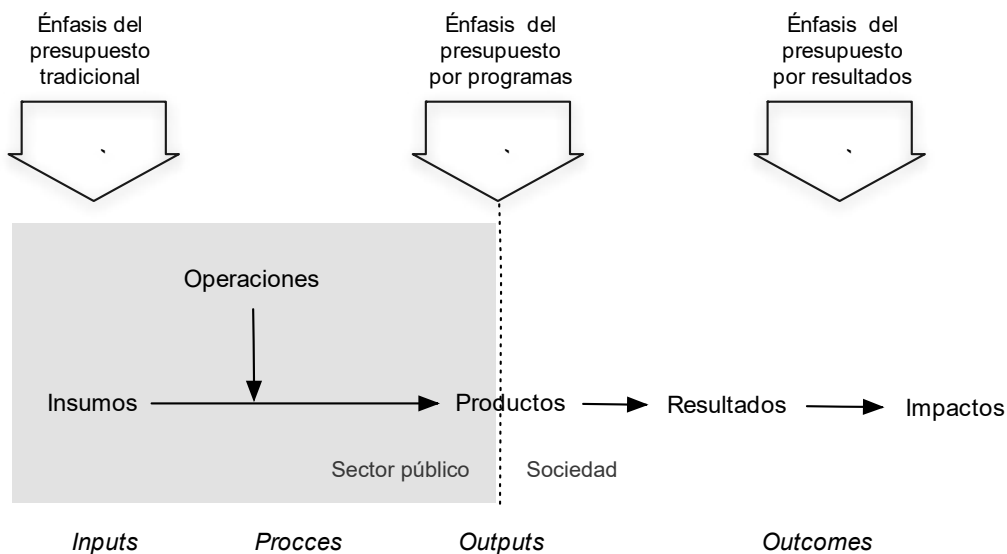 Énfasis del
presupuesto
tradicional
Énfasis del
presupuesto
por programas
Énfasis del
presupuesto
por resultados
Operaciones
Insumos
Productos
Resultados
Impactos
Sector público
Sociedad
Inputs
Procces
Outputs
Outcomes